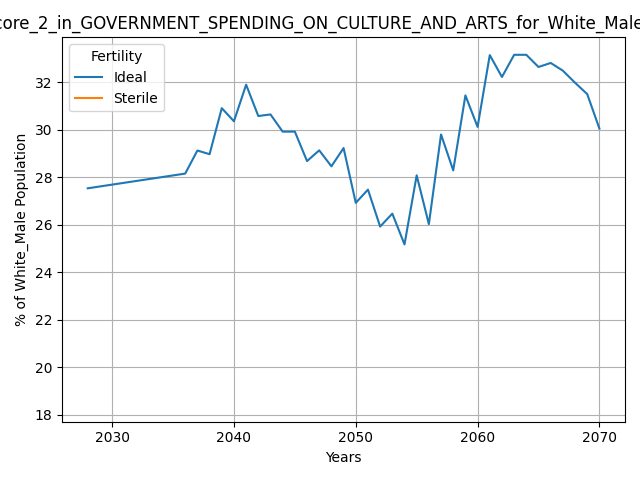 core_2_in_GOVERNMENT_SPENDING_ON_CULTURE_AND_ARTS_for_White_Male
Fertility
Ideal
Sterile
% of White_Male Population
32
30
28
26
24
22
20
18
2030 2040 2050 2060 2070
Years